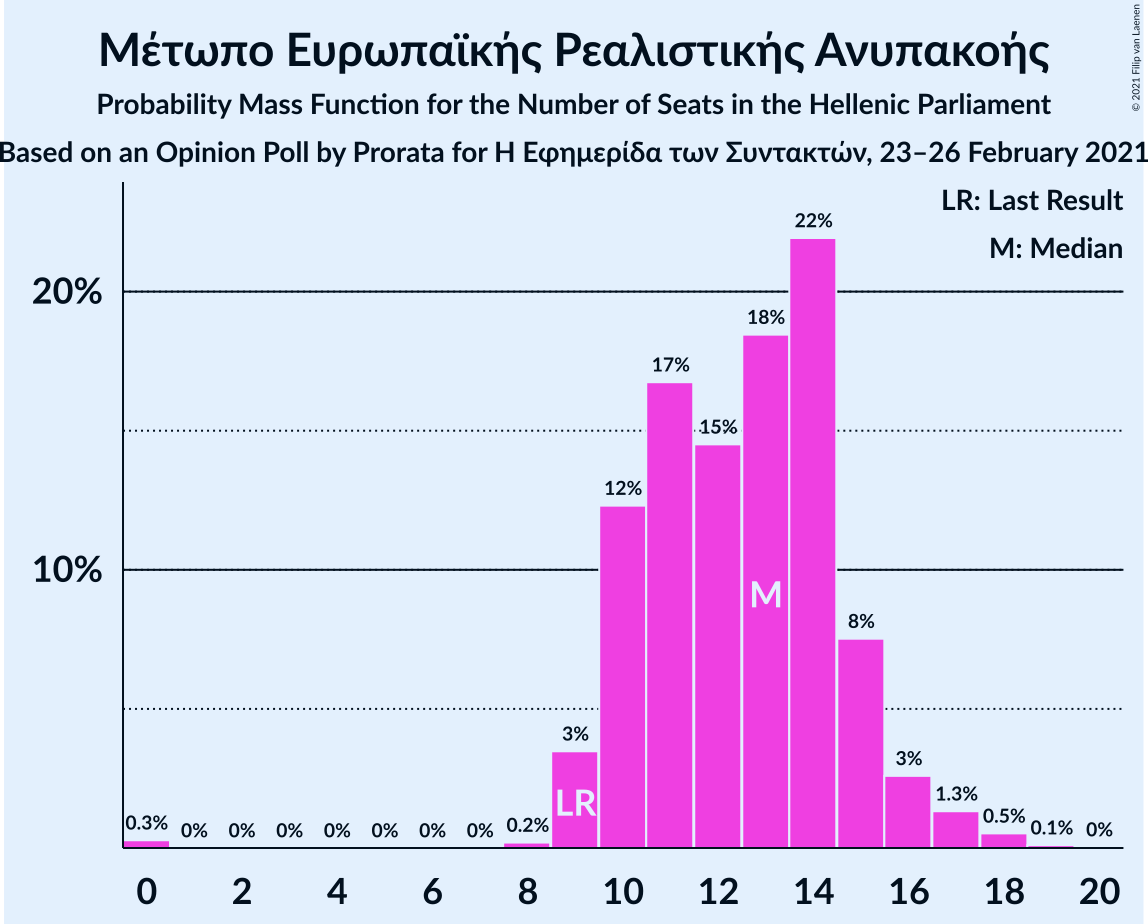 Μέτωπο Ευρωπαϊκής Ρεαλιστικής Ανυπακοής
Probability Mass Function for the Number of Seats in the Hellenic Parliament
Based on an Opinion Poll by Prorata for Η Εφημερίδα των Συντακτών, 23–26 February 2021
© 2021 Filip van Laenen
LR: Last Result
M: Median
20%
10%
0.3%
0%
0%
0%
0%
0%
0%
0%
0.2%
3%
12%
17%
15%
18%
22%
8%
3%
1.3%
0.5%
0.1%
0%
LR
M
0 2 4 6 8 10 12 14 16 18 20